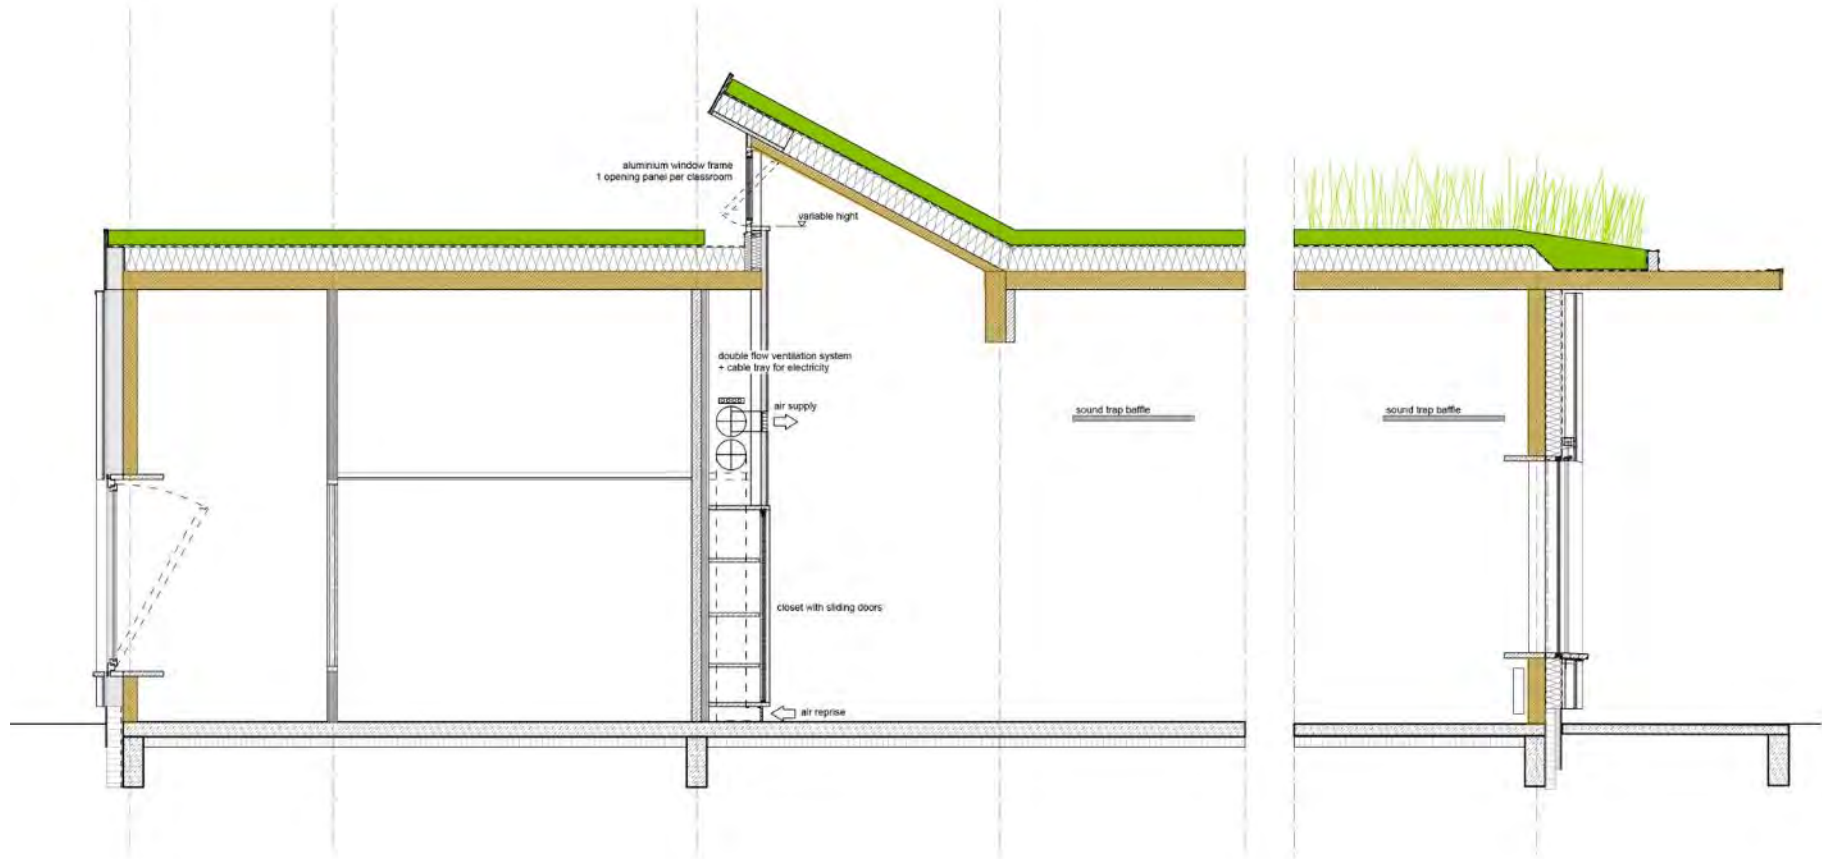 aluminium window frame
1 opening panel per classroom
variable hight
double flow ventilation system
+ cable tray for electricity
air supply
sound trap baffle
sound trap baffle
closet with sliding doors
air reprise